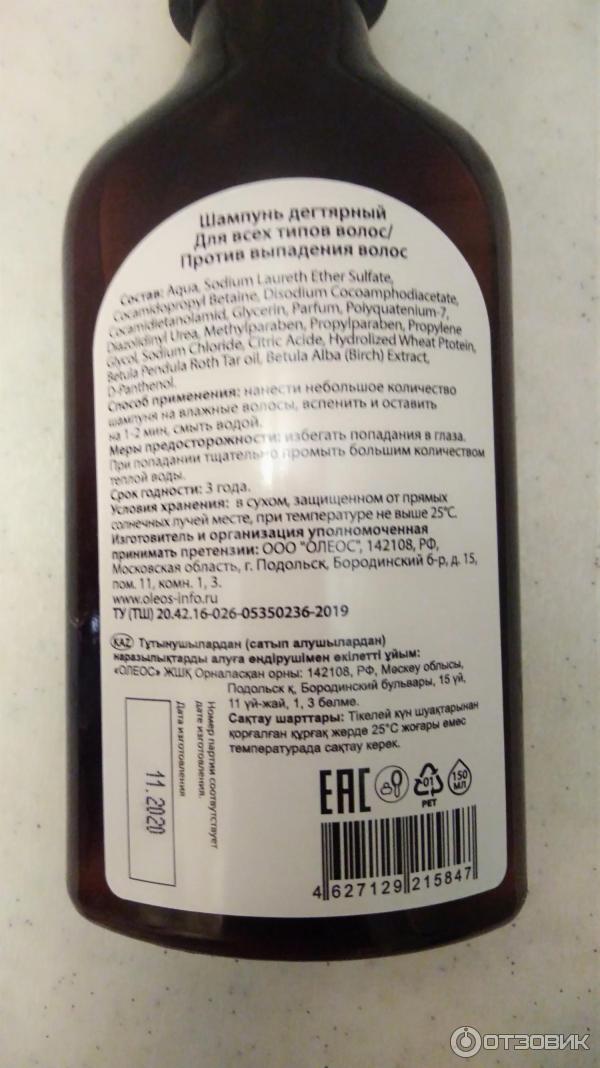 Шампунь дегтярный
Для всех типов волос/
Против выпадения волос
Состав: Aqua, Sodium Laureth Ether Sulfate,
Cocamidopropyl Betaine, Disodium Cocoamphodiacetate,
Cocamidietanolamid, Glycerin, Parfum, Polyquatenium-7,
Diazolidinyl Urea, Methylparaben, Propylparaben, Propylene
Glycol, Sodium Chloride, Citric Acide, Hydrolized Wheat Ptotein,
Betula Pendula Roth Tar oil, Betula Alba (Birch) Extract,
D-Panthenol.
Способ применения: нанести небольшое количество
шампуня на влажные волосы, вспенить и оставить
на 1-2 мин, смыть водой.
Меры предосторожности: избегать попадания в глаза.
При попадании тщательно промыть большим количеством
теплой воды.
Срок годности: 3 года.
Условия хранения: в сухом, защищенном от прямых
солнечных лучей месте, при температуре не выше 25°С.
Изготовитель и организация уполномоченная
принимать претензии: ООО "ОЛЕОС", 142108, РФ,
Московская область, г. Подольск, Бородинский б-р, д. 15,
пом. 11, комн. 1, 3.
www.oleos-info.ru
ТУ (ТШ) 20.42.16-026-05350236-2019
KAZ Тұтынушылардан (сатып алушылардан)
наразылықтарды алуға өндірушімен өкілетті ұйым:
«ОЛЕОС» ЖШҚ Орналасқан орны: 142108, РФ, Мәскеу облысы,
Подольск қ, Бородинский бульвары, 15 үй,
11 үй-жай, 1, 3 бөлме.
Сақтау шарттары: Тікелей күн шуақтарынан
қорғалған құрғақ жерде 25°С жоғары емес
температурада сақтау керек.
Номер партии соотвутствует
дате изготовления.
Дата изготовления
11.2020
EAC
01
PET
150
МЛ
4 627129 215847
ОТЗОВИК